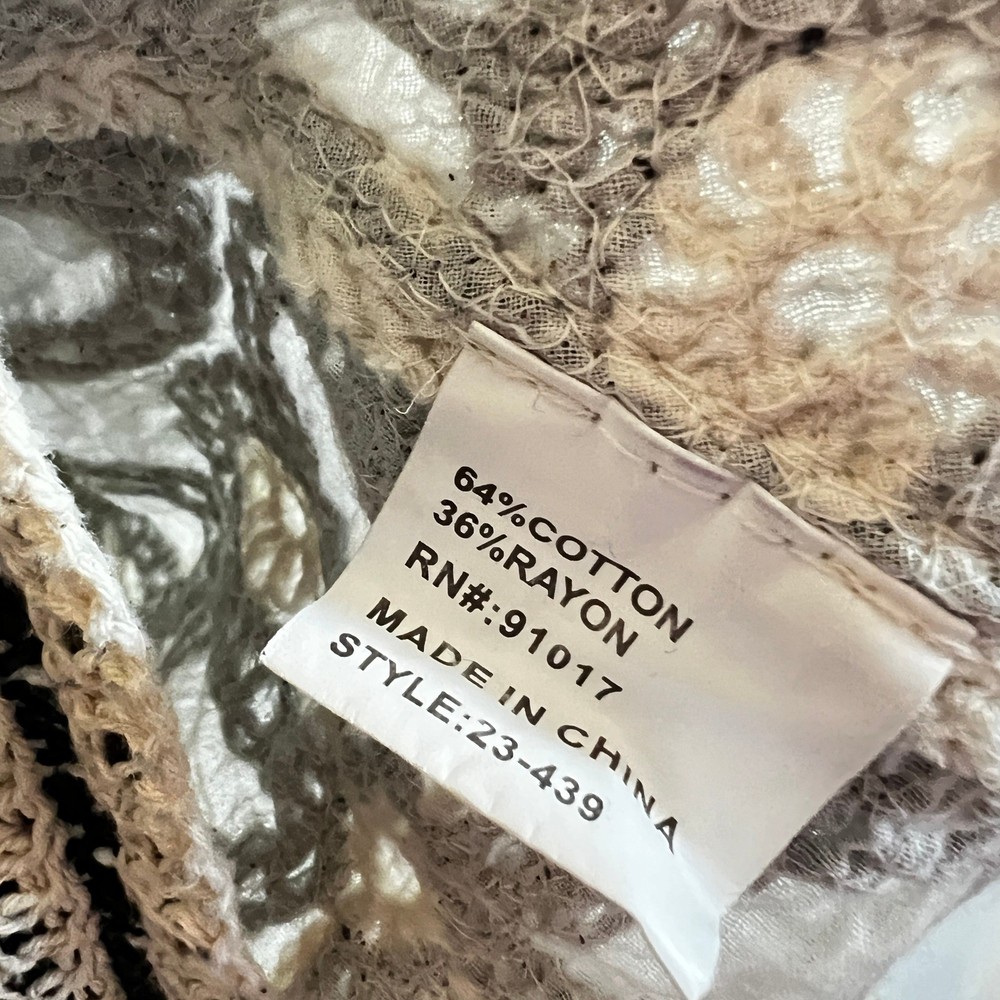 64%COTTON
36%RAYON
RN#:91017
MADE IN CHINA
STYLE:23-439